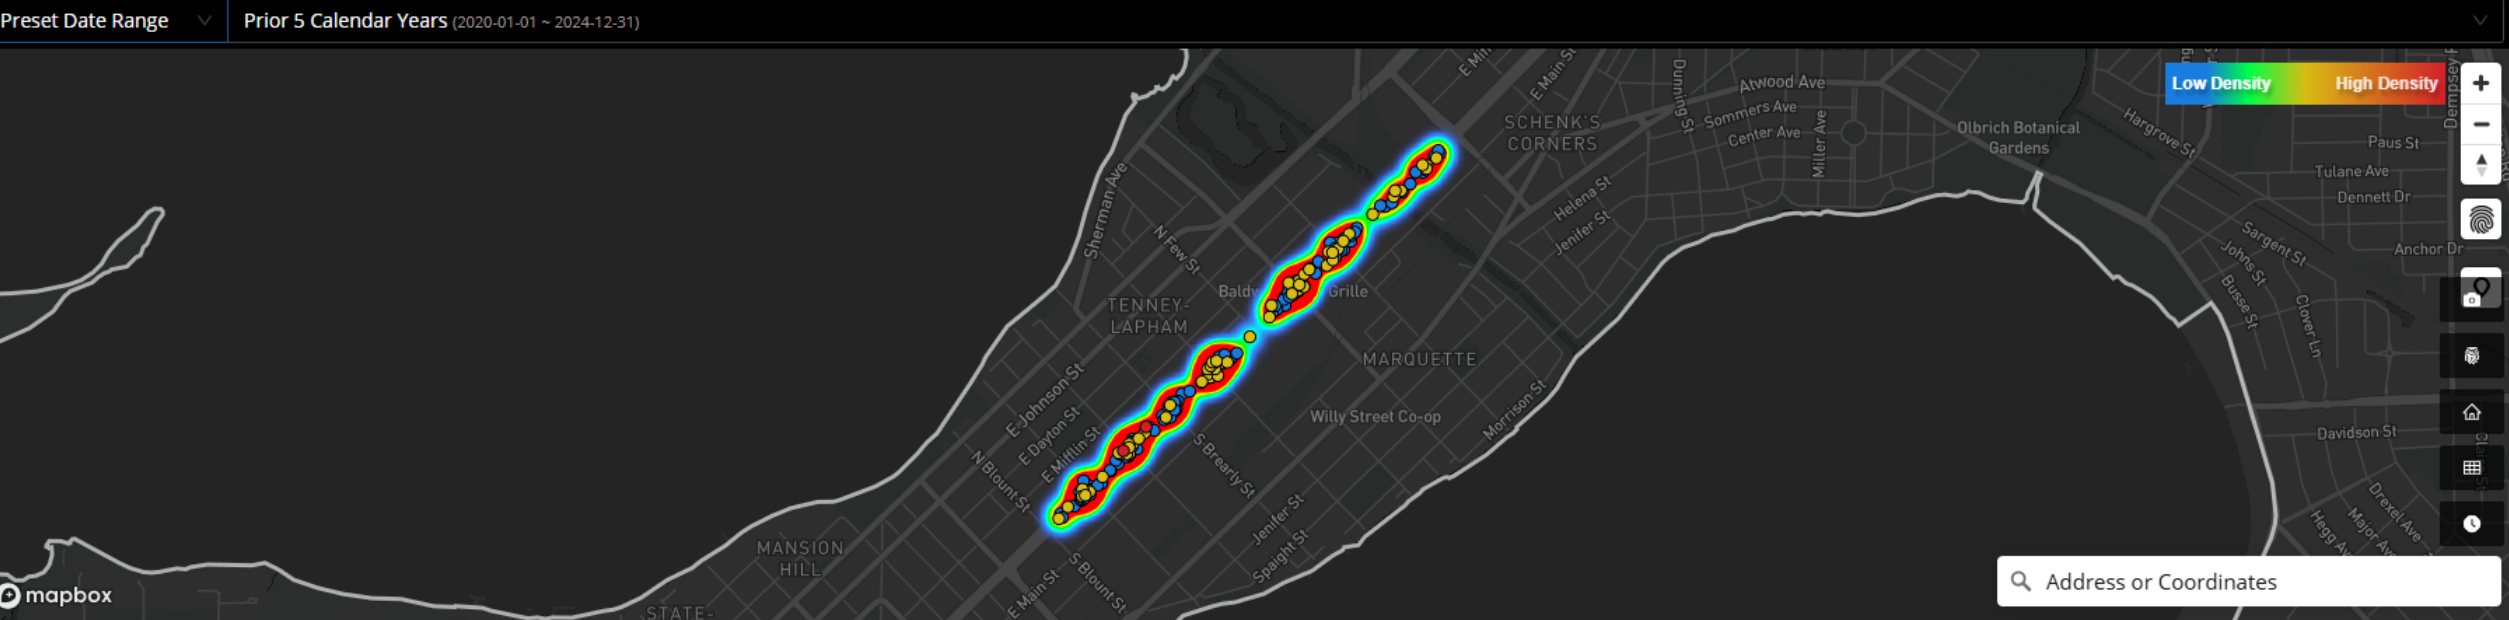 Preset Date Range
Prior 5 Calendar Years (2020-01-01 ~ 2024-12-31)
Low Density
High Density
E Main St
Dunning St
Atwood Ave
Sommers Ave
Center Ave
Miller Ave
SCHENK'S
CORNERS
Olbrich Botanical
Gardens
Hargrove St
Paus St
Tulane Ave
Dennett Dr
Anchor Dr
Sargent St
Johns St
Busse St
Clover Ln
Davidson St
Drexel Ave
Major Av
Hegg Av
Helena St
Jenifer St
Sherman Ave
N Few St
TENNEY-
LAPHAM
Baldw
Grille
MARQUETTE
Willy Street Co-op
Morrison St
E Johnson St
E Dayton St
E Mifflin St
N Blount St
S Brearly St
Jenifer St
Spaight St
S Blount St
E Main St
MANSION
HILL
STATE-
mapbox
Address or Coordinates